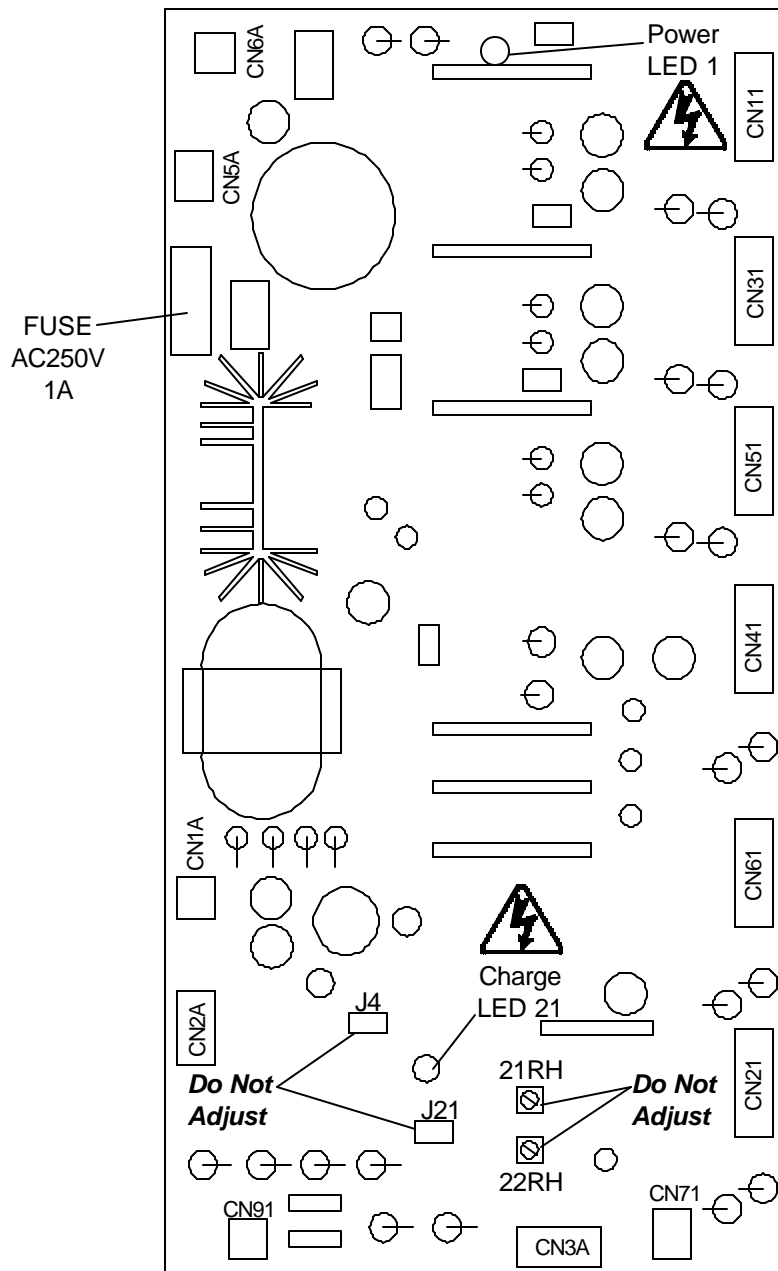 CN6A
Power
LED 1
CN11
CN5A
CN31
FUSE
AC250V
1A
CN51
CN41
CN1A
CN61
Charge
LED 21
CN2A
J4
Do Not
Adjust
21RH
Do Not
Adjust
CN21
J21
22RH
CN91
CN71
CN3A